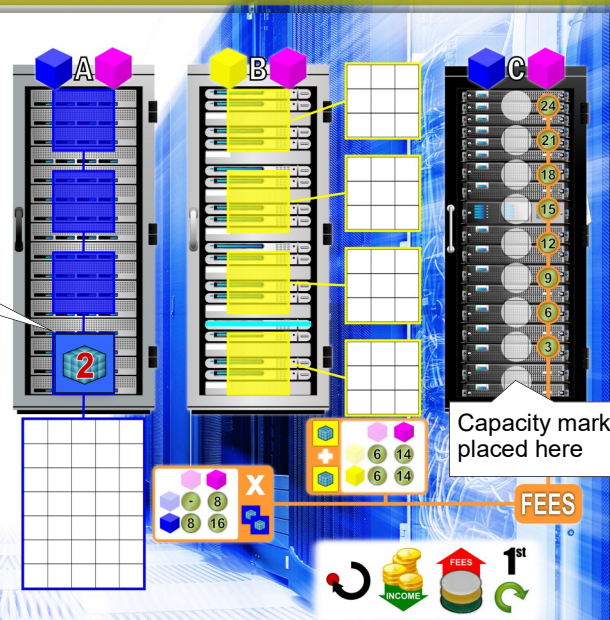 A
B
C
24
21
18
15
12
9
6
3
2
Capacity mark
placed here
6 14
6 14
X
- 8
8 16
FEES
FEES
1st
INCOME